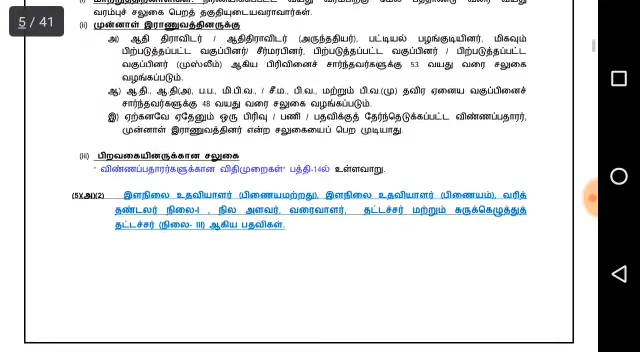 வரம்புச் சலுகை பெறத் தகுதியுடையவராவார்கள்.
5 / 41
(ii) முன்னாள் இராணுவத்தினருக்கு
அ) ஆதி திராவிடர் / ஆதிதிராவிடர் (அருந்ததியர்), பட்டியல் பழங்குடியினர், மிகவும்
பிற்படுத்தப்பட்ட வகுப்பினர்/ சீர்மரபினர், பிற்படுத்தப்பட்ட வகுப்பினர் / பிற்படுத்தப்பட்ட
வகுப்பினர் (முஸ்லீம்) ஆகிய பிரிவினைச் சார்ந்தவர்களுக்கு 53 வயது வரை சலுகை
வழங்கப்படும்.
ஆ) ஆ.தி., ஆ.தி(அ), ப.ப., மி.பி.வ., / சீ.ம., பி.வ., மற்றும் பி.வ.(மு) தவிர ஏனைய வகுப்பினைச்
சார்ந்தவர்களுக்கு 48 வயது வரை சலுகை வழங்கப்படும்.
இ) ஏற்கனவே ஏதேனும் ஒரு பிரிவு / பணி / பதவிக்குத் தேர்ந்தெடுக்கப்பட்ட விண்ணப்பதாரர்,
முன்னாள் இராணுவத்தினர் என்ற சலுகையைப் பெற முடியாது.
(iii) பிறவகையினருக்கான சலுகை
" விண்ணப்பதாரர்களுக்கான விதிமுறைகள்" பத்தி-14ல் உள்ளவாறு.
(5)(அ)(2) இளநிலை உதவியாளர் (பிணையமற்றது), இளநிலை உதவியாளர் (பிணையம்), வரித்
தண்டலர் நிலை-I , நில அளவர், வரைவாளர், தட்டச்சர் மற்றும் சுருக்கெழுத்துத்
தட்டச்சர் (நிலை- III) ஆகிய பதவிகள்.